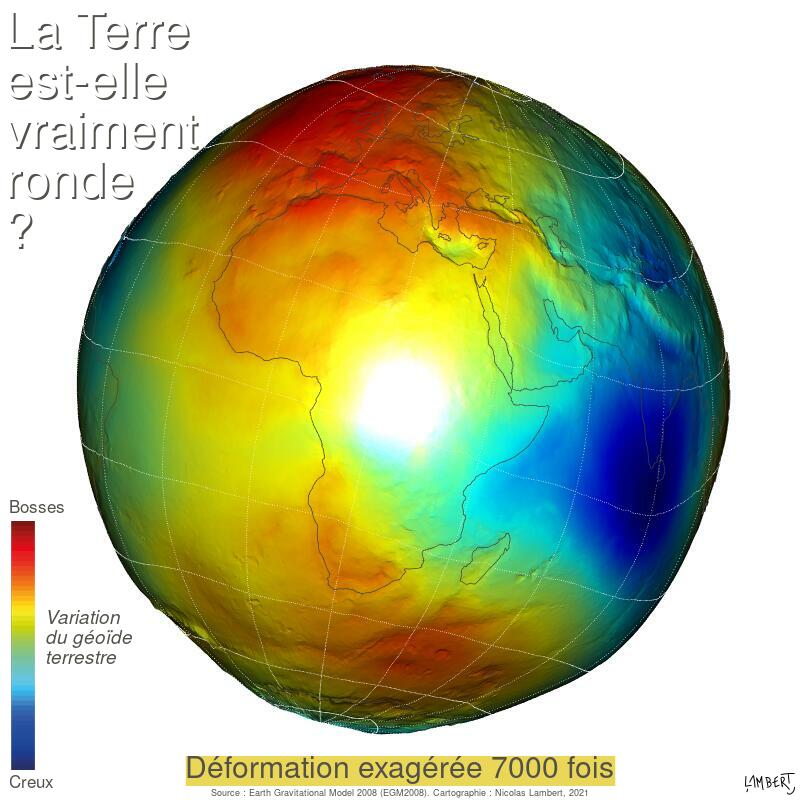 La Terre
est-elle
vraiment
ronde
?
Bosses
Variation
du géoïde
terrestre
Creux
Déformation exagérée 7000 fois
Source : Earth Gravitational Model 2008 (EGM2008). Cartographie : Nicolas Lambert, 2021
LAMBERT